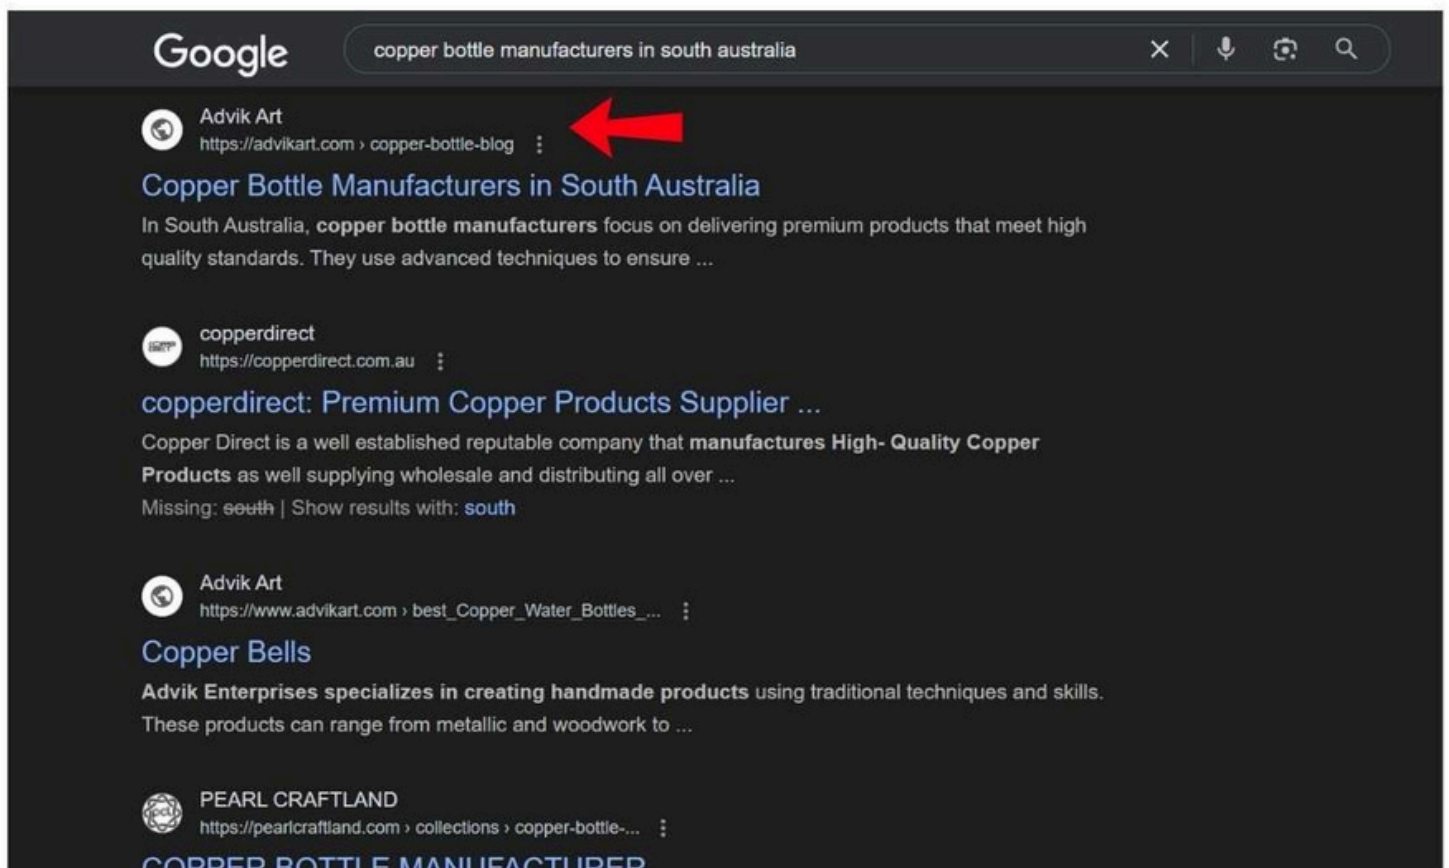 Google
copper bottle manufacturers in south australia
Advik Art
https://advikart.com › copper-bottle-blog
Copper Bottle Manufacturers in South Australia
In South Australia, copper bottle manufacturers focus on delivering premium products that meet high
quality standards. They use advanced techniques to ensure ...
copperdirect
https://copperdirect.com.au
copperdirect: Premium Copper Products Supplier ...
Copper Direct is a well established reputable company that manufactures High- Quality Copper
Products as well supplying wholesale and distributing all over ...
Missing: south | Show results with: south
Advik Art
https://www.advikart.com › best_Copper_Water_Bottles_...
Copper Bells
Advik Enterprises specializes in creating handmade products using traditional techniques and skills.
These products can range from metallic and woodwork to ...
PEARL CRAFTLAND
https://pearlcraftland.com › collections › copper-bottle-...
COPPER BOTTLE MANUFACTURER